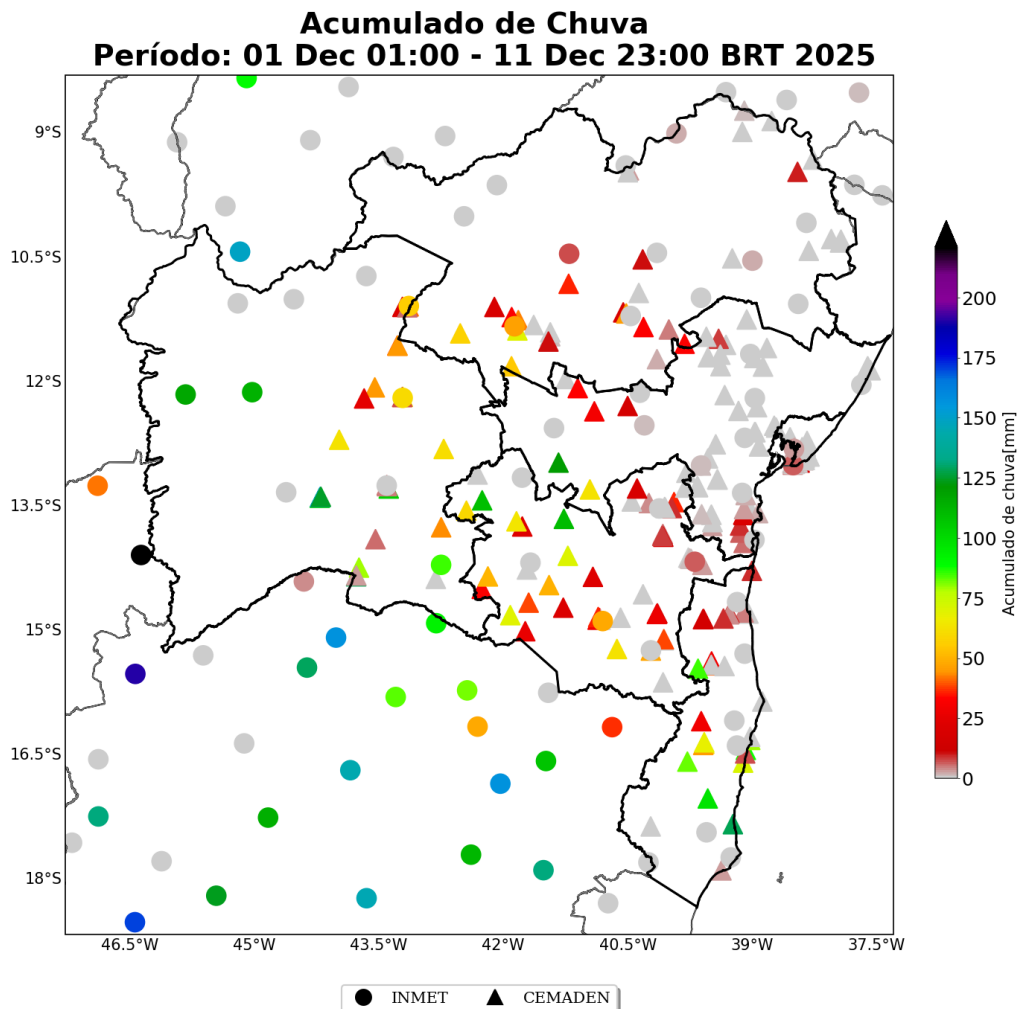 Acumulado de Chuva
Período: 01 Dec 01:00 - 11 Dec 23:00 BRT 2025
9°S
10.5°S
12°S
13.5°S
15°S
16.5°S
18°S
46.5°W 45°W 43.5°W 42°W 40.5°W 39°W 37.5°W
200
175
150
125
100
75
50
25
0
Acumulado de chuva[mm]
INMET CEMADEN